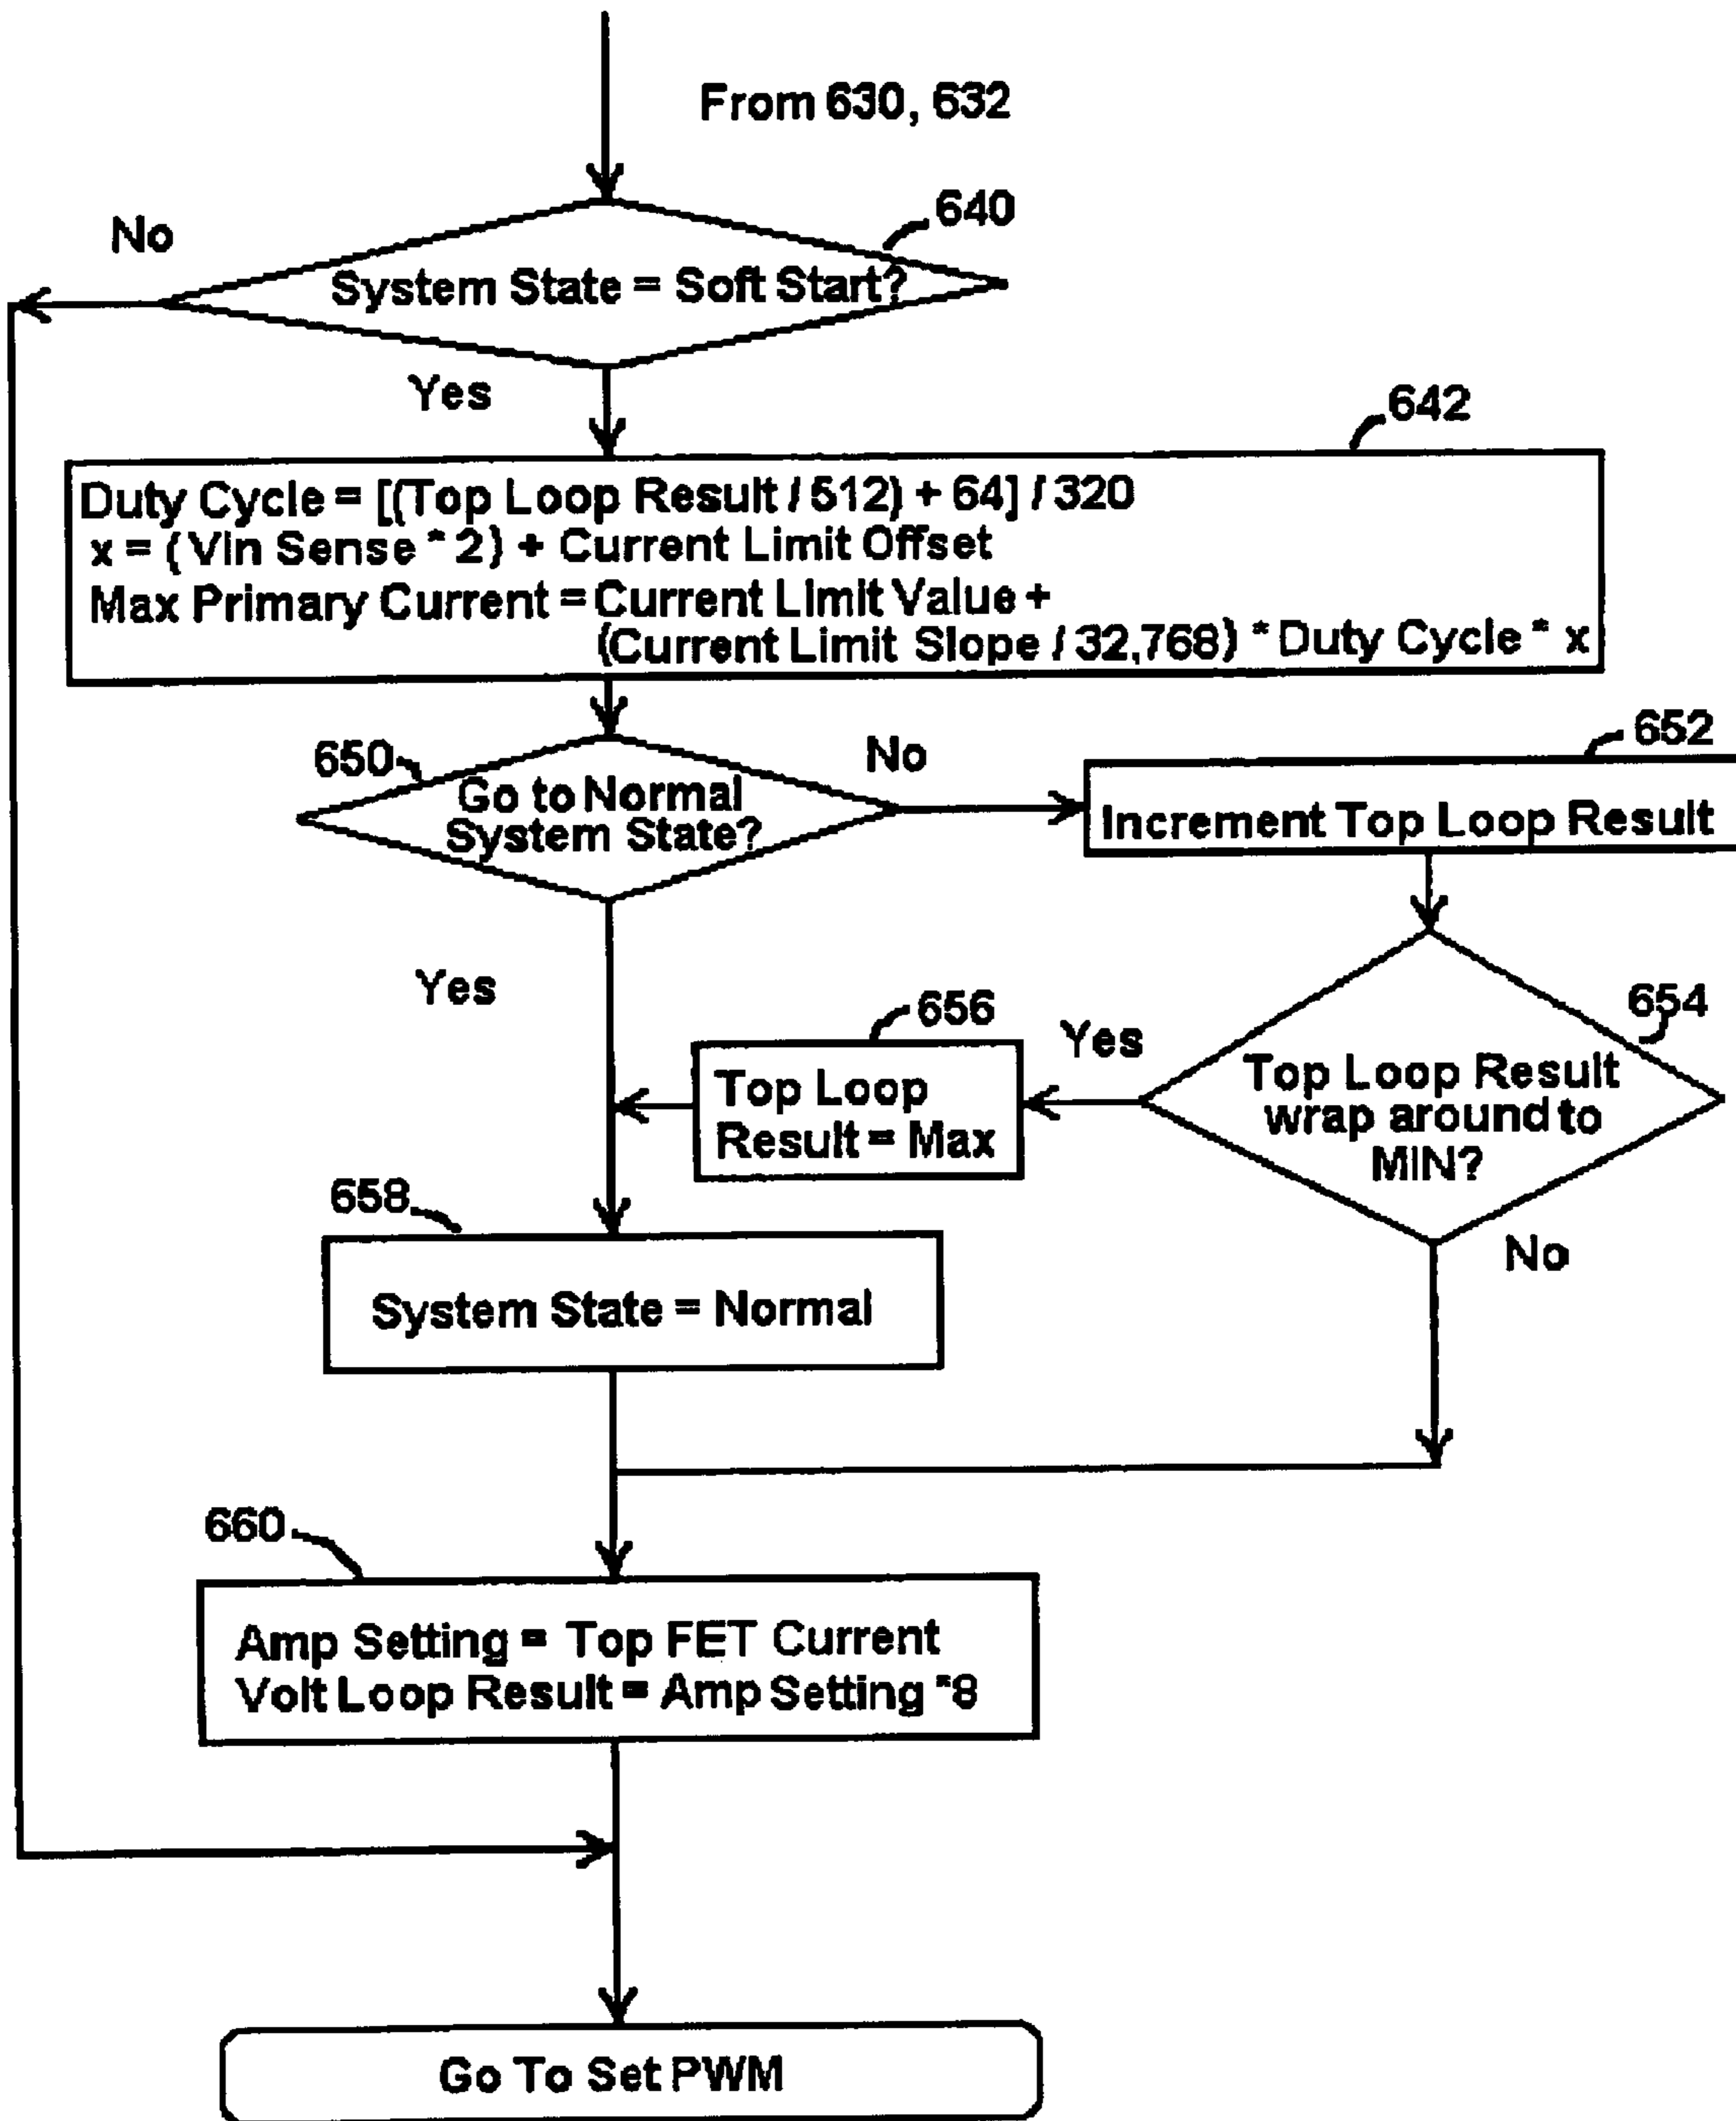 From 630, 632
640
No
System State = Soft Start?
Yes
642
Duty Cycle = [(Top Loop Result / 512) + 64] / 320
x = (Vin Sense * 2) + Current Limit Offset
Max Primary Current = Current Limit Value +
(Current Limit Slope / 32,768) * Duty Cycle * x
650
No
652
Go to Normal
System State?
Increment Top Loop Result
Yes
656
Yes
654
Top Loop
Result = Max
Top Loop Result
wrap around to
MIN?
658
No
System State = Normal
660
Amp Setting = Top FET Current
Volt Loop Result = Amp Setting *8
Go To Set PWM